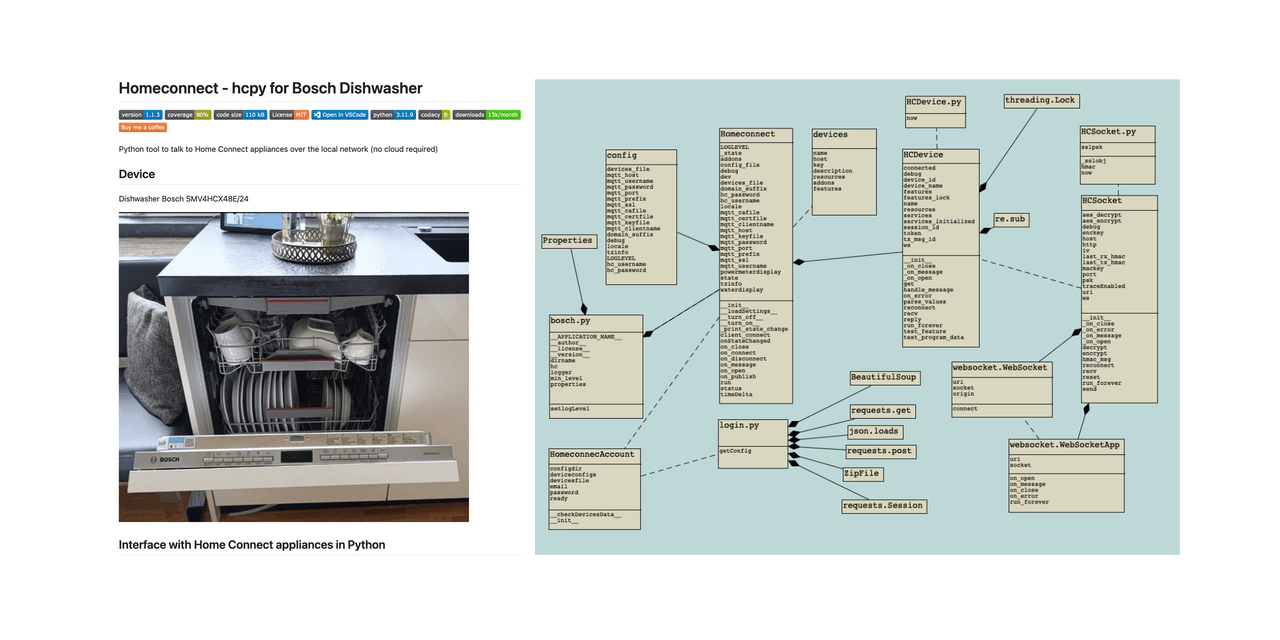 Homeconnect - hcpy for Bosch Dishwasher
version 1.1.3 coverage 80% code size 110 kB License MIT Open in VSCode python 3.11.9 codacy B downloads 13k/month
Buy me a coffee
Python tool to talk to Home Connect appliances over the local network (no cloud required)
Device
Dishwasher Bosch SMV4HCX48E/24
BOSCH
Interface with Home Connect appliances in Python
Properties
config
devices_file
mqtt_host
mqtt_username
mqtt_password
mqtt_port
mqtt_prefix
mqtt_ssl
mqtt_cafile
mqtt_certfile
mqtt_keyfile
mqtt_clientname
domain_suffix
debug
locale
tzinfo
LOGLEVEL
hc_username
hc_password
bosch.py
__APPLICATION_NAME__
__author__
__license__
__version__
dirname
hc
logger
min_level
properties
setlogLevel
HomeconnecAccount
configdir
deviceconfigs
devicesfile
email
password
ready
__checkDevicesData__
__init__
Homeconnect
LOGLEVEL
_state
addons
config_file
debug
dev
devices_file
domain_suffix
hc_password
hc_username
locale
mqtt_cafile
mqtt_certfile
mqtt_clientname
mqtt_host
mqtt_keyfile
mqtt_password
mqtt_port
mqtt_prefix
mqtt_ssl
mqtt_username
powermeterdisplay
state
tzinfo
waterdisplay
__init__
__loadSettings__
__turn_off__
__turn_on__
_print_state_change
client_connect
onStateChanged
on_close
on_connect
on_disconnect
on_message
on_open
on_publish
run
status
timeDelta
devices
name
host
key
description
resources
addons
features
login.py
getConfig
BeautifulSoup
requests.get
json.loads
requests.post
ZipFile
requests.Session
HCDevice.py
now
HCDevice
connected
debug
device_id
device_name
features
features_lock
name
resources
services
services_initialized
session_id
token
tx_msg_id
ws
__init__
_on_close
_on_message
_on_open
get
handle_message
on_error
parse_values
reconnect
recv
reply
run_forever
test_feature
test_program_data
threading.Lock
re.sub
HCSocket.py
sslpsk
_sslobj
hmac
now
HCSocket
aes_decrypt
aes_encrypt
debug
enckey
host
http
iv
last_rx_hmac
last_tx_hmac
mackey
port
psk
traceEnabled
uri
ws
__init__
_on_close
_on_error
_on_message
_on_open
decrypt
encrypt
hmac_msg
reconnect
recv
reset
run_forever
send
websocket.WebSocket
uri
socket
origin
connect
websocket.WebSocketApp
uri
socket
on_open
on_message
on_close
on_error
run_forever